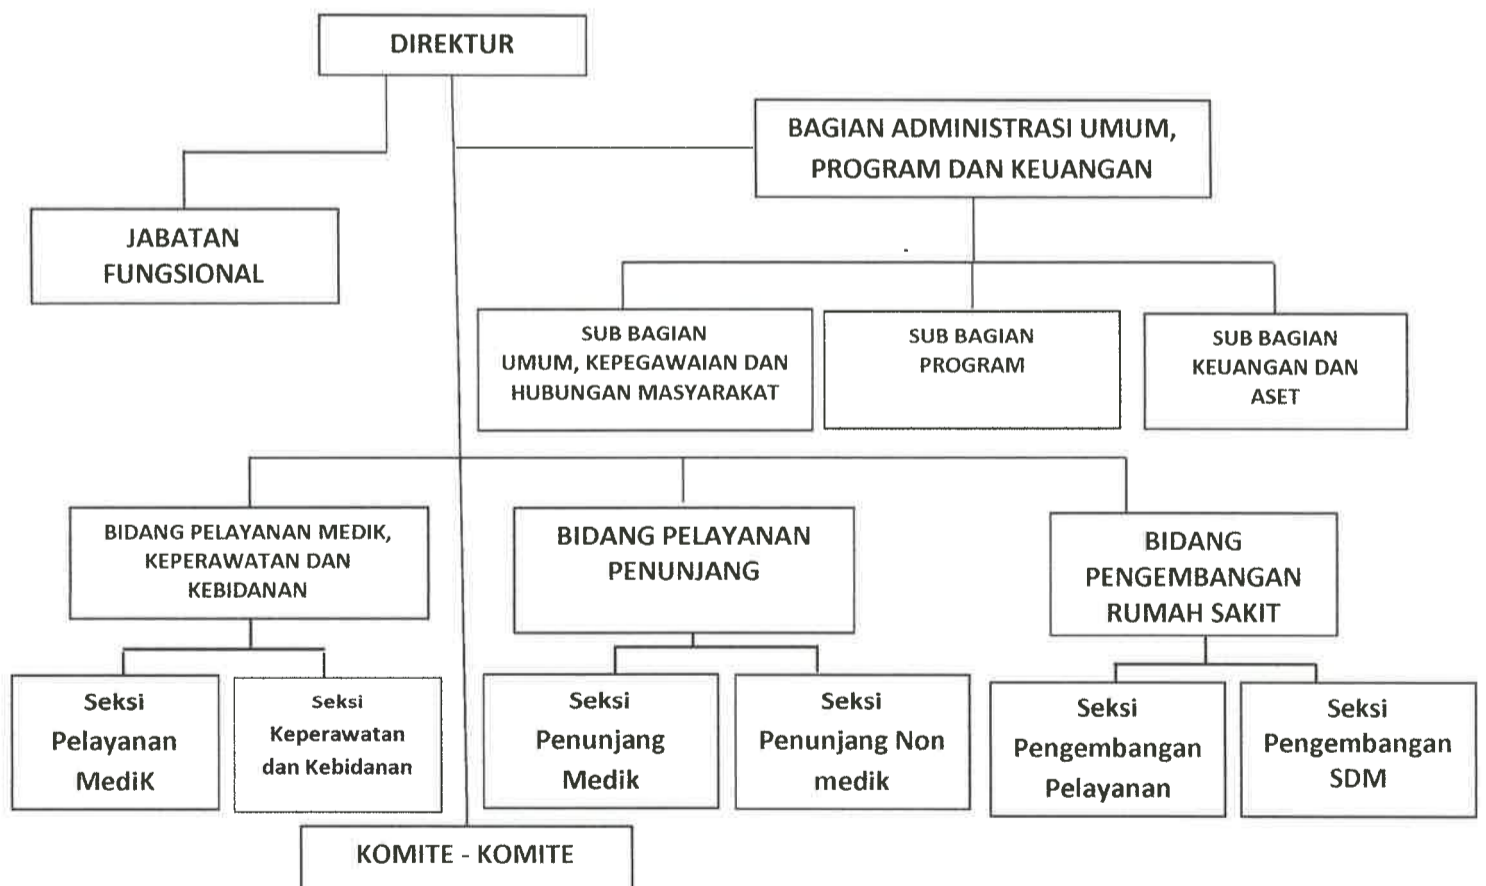 DIREKTUR
BAGIAN ADMINISTRASI UMUM,
PROGRAM DAN KEUANGAN
JABATAN
FUNGSIONAL
SUB BAGIAN
UMUM, KEPEGAWAIAN DAN
HUBUNGAN MASYARAKAT
SUB BAGIAN
PROGRAM
SUB BAGIAN
KEUANGAN DAN
ASET
BIDANG PELAYANAN MEDIK,
KEPERAWATAN DAN
KEBIDANAN
BIDANG PELAYANAN
PENUNJANG
BIDANG
PENGEMBANGAN
RUMAH SAKIT
Seksi
Pelayanan
MediK
Seksi
Keperawatan
dan Kebidanan
Seksi
Penunjang
Medik
Seksi
Penunjang Non
medik
Seksi
Pengembangan
Pelayanan
Seksi
Pengembangan
SDM
KOMITE - KOMITE